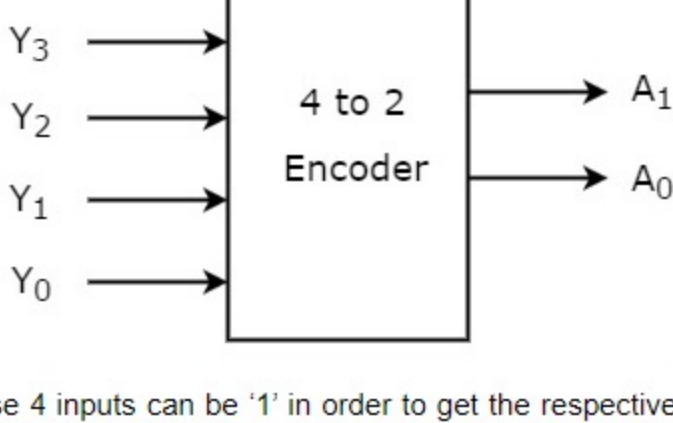 Y3
Y2
Y1
Y0
4 to 2
Encoder
A1
A0
4 inputs can be ‘1’ in order to get the respective